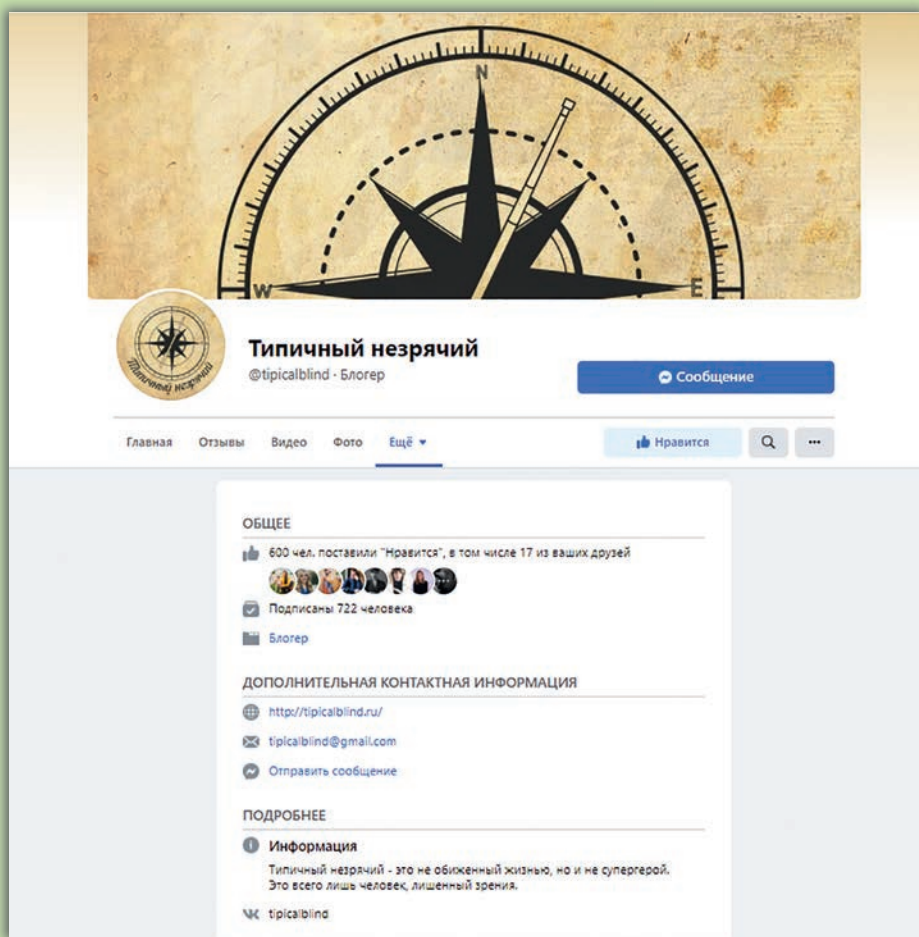 N
W
E
Типичный незрячий
Типичный незрячий
@tipicalblind · Блогер
Сообщение
Главная
Отзывы
Видео
Фото
Ещё
Нравится
ОБЩЕЕ
600 чел. поставили "Нравится", в том числе 17 из ваших друзей
Подписаны 722 человека
Блогер
ДОПОЛНИТЕЛЬНАЯ КОНТАКТНАЯ ИНФОРМАЦИЯ
http://tipicalblind.ru/
tipicalblind@gmail.com
Отправить сообщение
ПОДРОБНЕЕ
Информация
Типичный незрячий - это не обиженный жизнью, но и не супергерой.
Это всего лишь человек, лишенный зрения.
tipicalblind